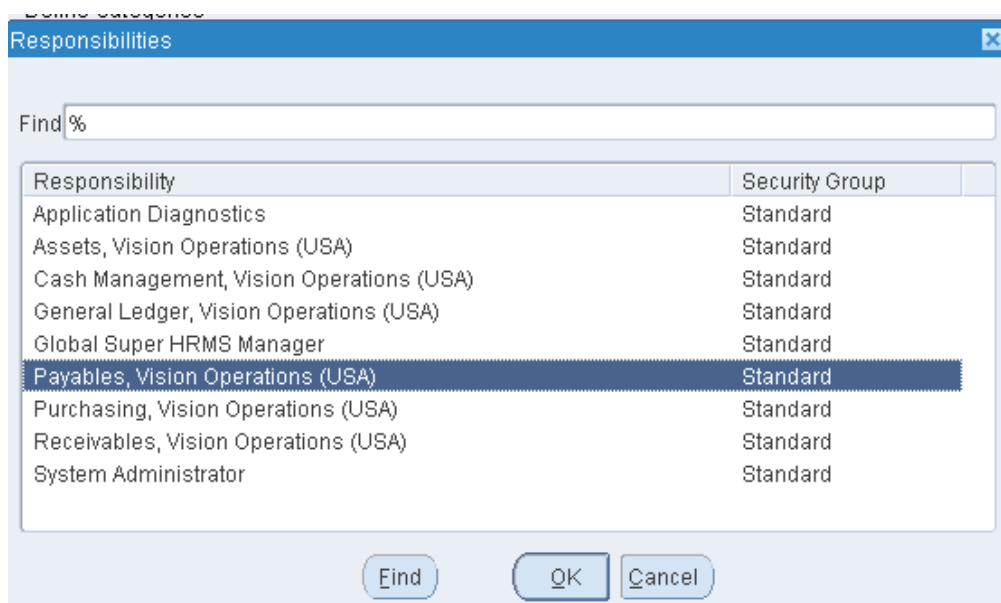 Define Categories
Responsibilities
Find %
Responsibility Security Group
Application Diagnostics Standard
Assets, Vision Operations (USA) Standard
Cash Management, Vision Operations (USA) Standard
General Ledger, Vision Operations (USA) Standard
Global Super HRMS Manager Standard
Payables, Vision Operations (USA) Standard
Purchasing, Vision Operations (USA) Standard
Receivables, Vision Operations (USA) Standard
System Administrator Standard
Find OK Cancel